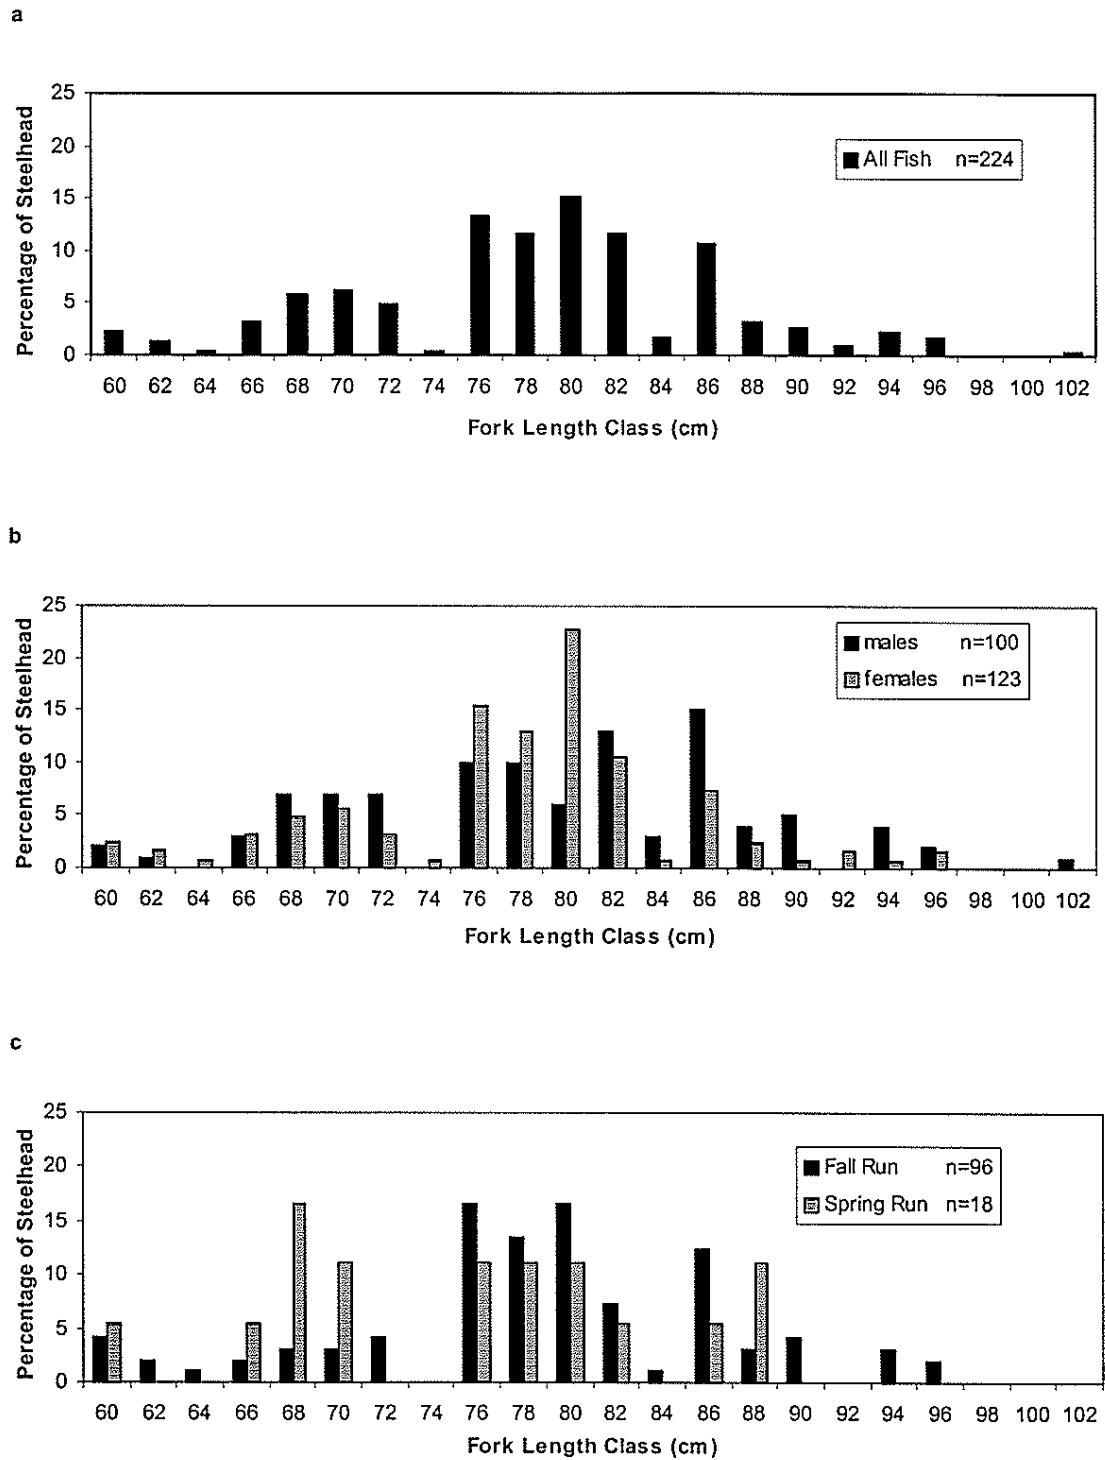 a
25
20
15
10
5
0
Percentage of Steelhead
All Fish n=224
60 62 64 66 68 70 72 74 76 78 80 82 84 86 88 90 92 94 96 98 100 102
Fork Length Class (cm)
b
25
20
15
10
5
0
Percentage of Steelhead
males n=100
females n=123
60 62 64 66 68 70 72 74 76 78 80 82 84 86 88 90 92 94 96 98 100 102
Fork Length Class (cm)
c
25
20
15
10
5
0
Percentage of Steelhead
Fall Run n=96
Spring Run n=18
60 62 64 66 68 70 72 74 76 78 80 82 84 86 88 90 92 94 96 98 100 102
Fork Length Class (cm)